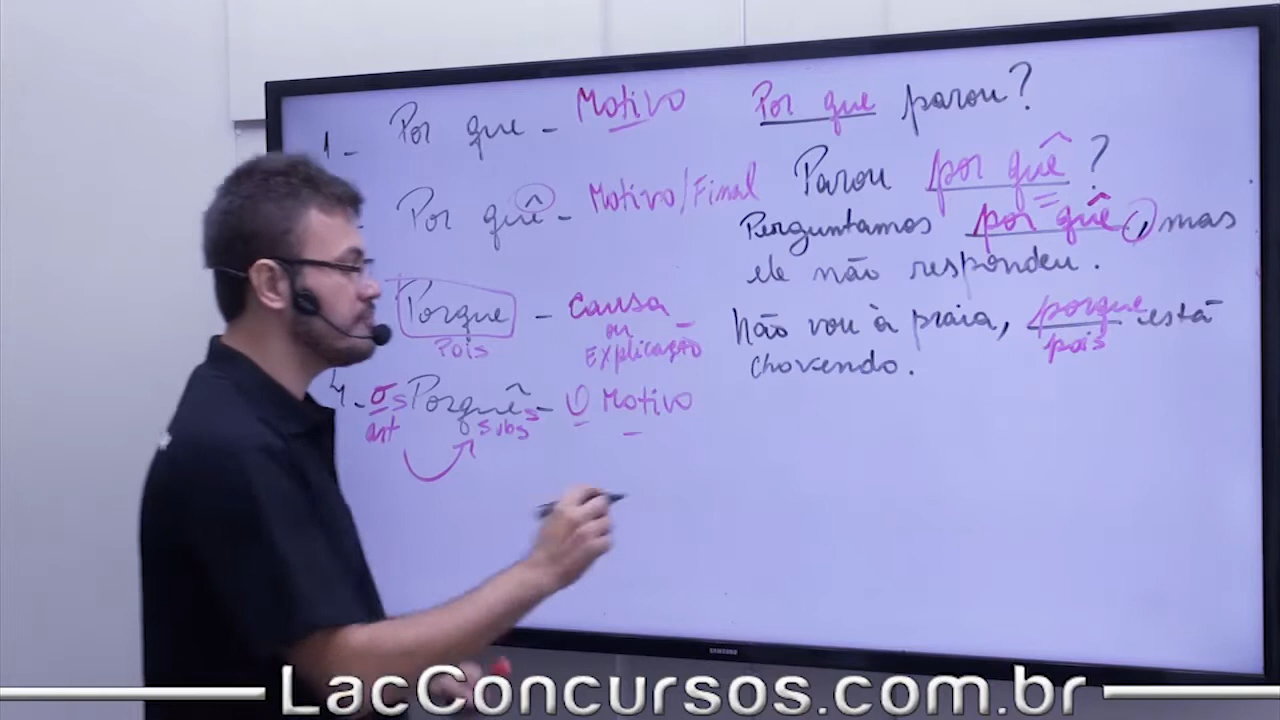 1- Por que - Motivo Por que parou?
Por quê - Motivo/Final Parou por quê?
Perguntamos por quê, mas
ele não respondeu.
Porque - Causa
ou
Explicação
Pois
Não vou à praia, porque está
pois
chovendo.
4- os Porquês - O Motivo
art subs
SAMSUNG
LacConcursos.com.br